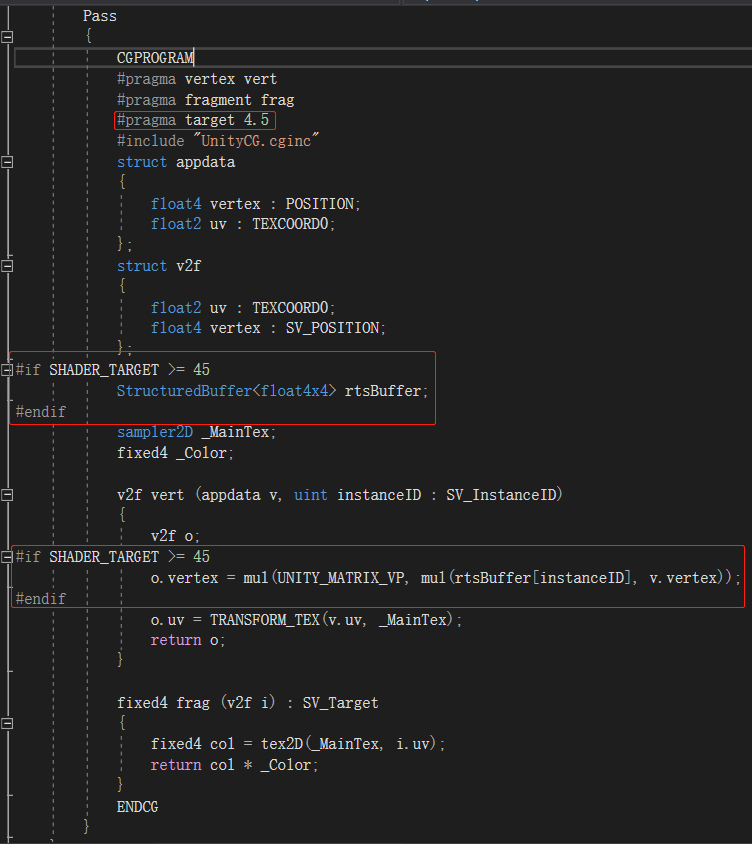 Pass
{
CGPROGRAM
#pragma vertex vert
#pragma fragment frag
#pragma target 4.5
#include "UnityCG.cginc"
struct appdata
{
float4 vertex : POSITION;
float2 uv : TEXCOORD0;
};
struct v2f
{
float2 uv : TEXCOORD0;
float4 vertex : SV_POSITION;
};
#if SHADER_TARGET >= 45
StructuredBuffer<float4x4> rtsBuffer;
#endif
sampler2D _MainTex;
fixed4 _Color;
v2f vert (appdata v, uint instanceID : SV_InstanceID)
{
v2f o;
#if SHADER_TARGET >= 45
o.vertex = mul(UNITY_MATRIX_VP, mul(rtsBuffer[instanceID], v.vertex));
#endif
o.uv = TRANSFORM_TEX(v.uv, _MainTex);
return o;
}
fixed4 frag (v2f i) : SV_Target
{
fixed4 col = tex2D(_MainTex, i.uv);
return col * _Color;
}
ENDCG
}